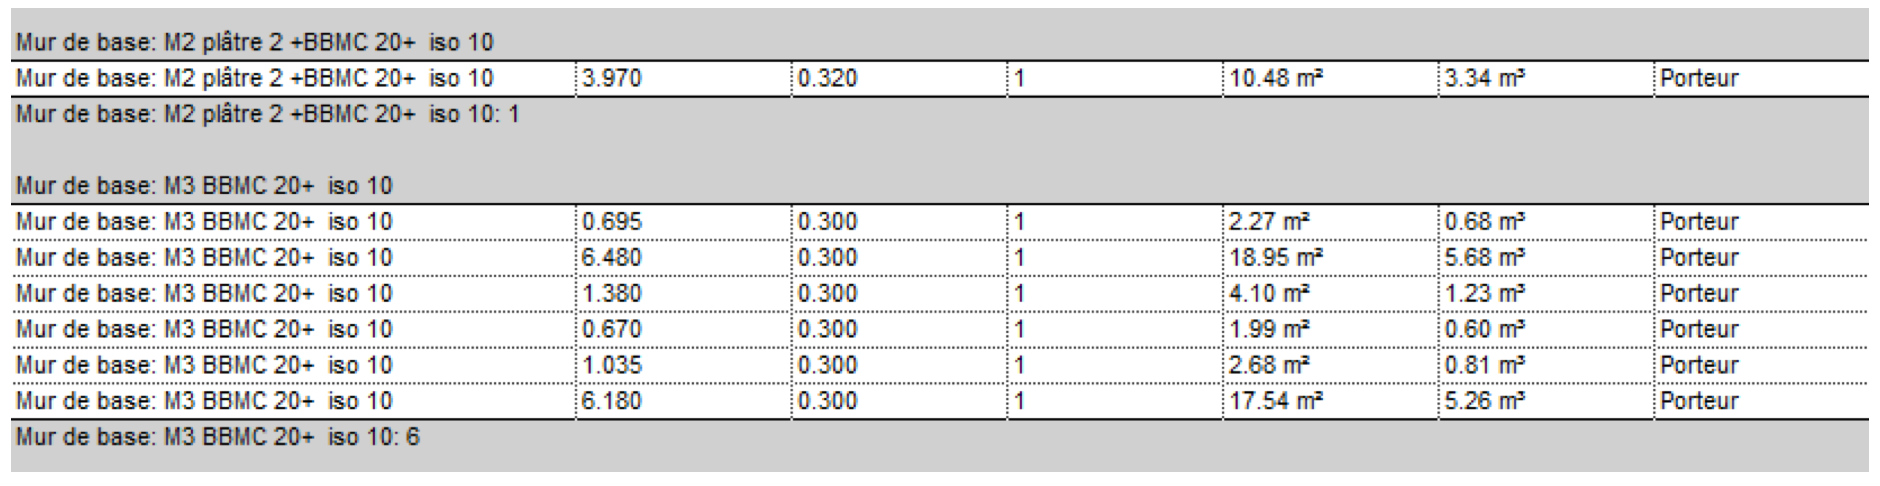 Mur de base: M2 plâtre 2 +BBMC 20+  iso 10
Mur de base: M2 plâtre 2 +BBMC 20+  iso 10 3.970 0.320 1 10.48 m² 3.34 m³ Porteur
Mur de base: M2 plâtre 2 +BBMC 20+  iso 10: 1
Mur de base: M3 BBMC 20+  iso 10
Mur de base: M3 BBMC 20+  iso 10 0.695 0.300 1 2.27 m² 0.68 m³ Porteur
Mur de base: M3 BBMC 20+  iso 10 6.480 0.300 1 18.95 m² 5.68 m³ Porteur
Mur de base: M3 BBMC 20+  iso 10 1.380 0.300 1 4.10 m² 1.23 m³ Porteur
Mur de base: M3 BBMC 20+  iso 10 0.670 0.300 1 1.99 m² 0.60 m³ Porteur
Mur de base: M3 BBMC 20+  iso 10 1.035 0.300 1 2.68 m² 0.81 m³ Porteur
Mur de base: M3 BBMC 20+  iso 10 6.180 0.300 1 17.54 m² 5.26 m³ Porteur
Mur de base: M3 BBMC 20+  iso 10: 6